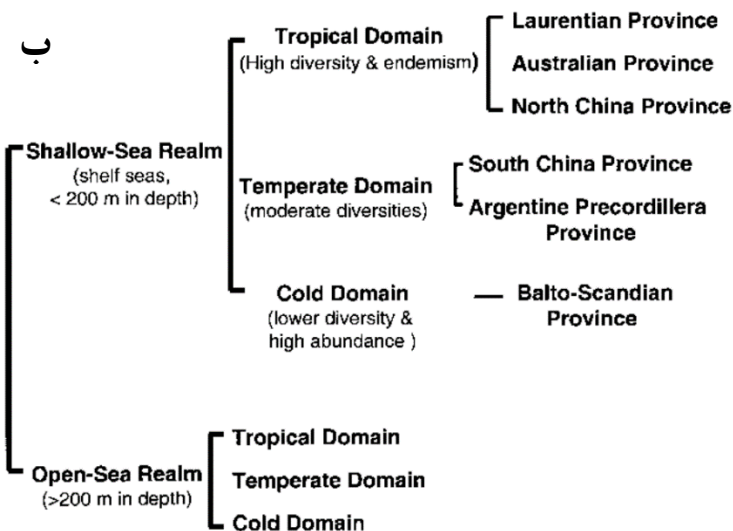 ب
Tropical Domain
(High diversity & endemism)
Laurentian Province
Australian Province
North China Province
Shallow-Sea Realm
(shelf seas,
< 200 m in depth)
Temperate Domain
(moderate diversities)
South China Province
Argentine Precordillera
Province
Cold Domain
(lower diversity &
high abundance )
Balto-Scandian
Province
Open-Sea Realm
(>200 m in depth)
Tropical Domain
Temperate Domain
Cold Domain